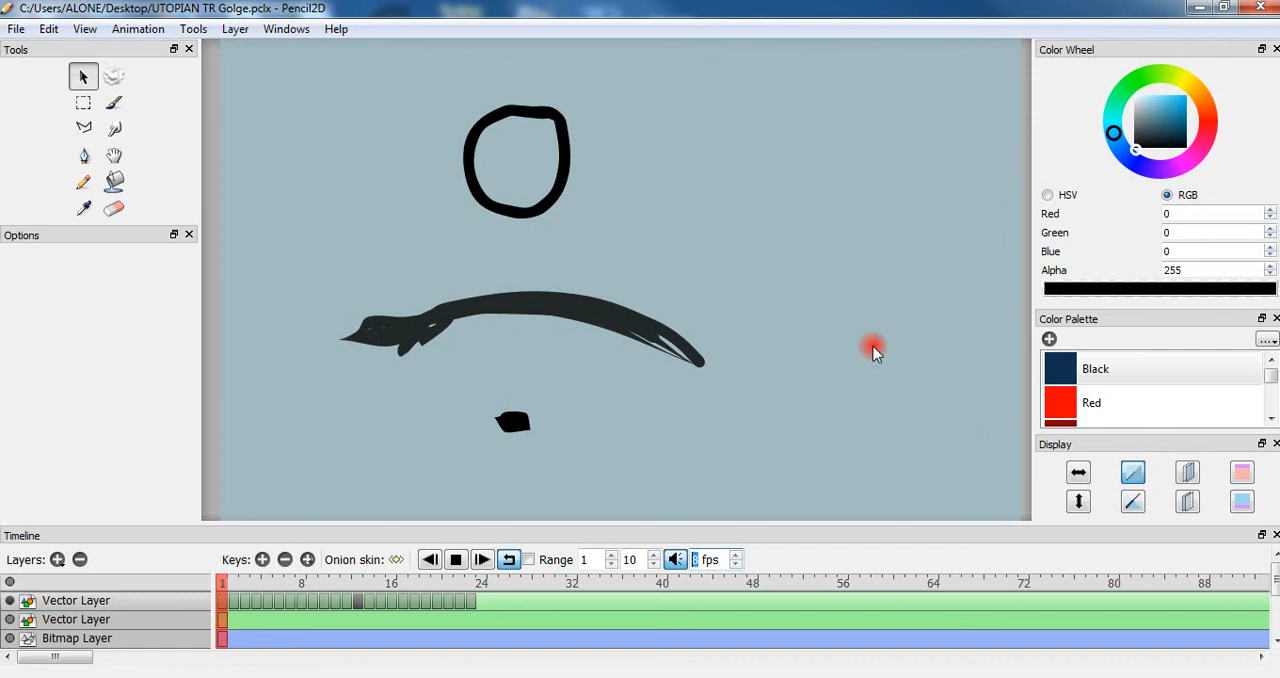 C:/Users/ALONE/Desktop/UTOPIAN TR Golge.pclx - Pencil2D
File Edit View Animation Tools Layer Windows Help
Tools
Options
Color Wheel
HSV RGB
Red 0
Green 0
Blue 0
Alpha 255
Color Palette
...
Black
Red
Display
Timeline
Layers: Keys: Onion skin: Range 1 10 8 fps
1 8 16 24 32 40 48 56 64 72 80 88
Vector Layer
Vector Layer
Bitmap Layer